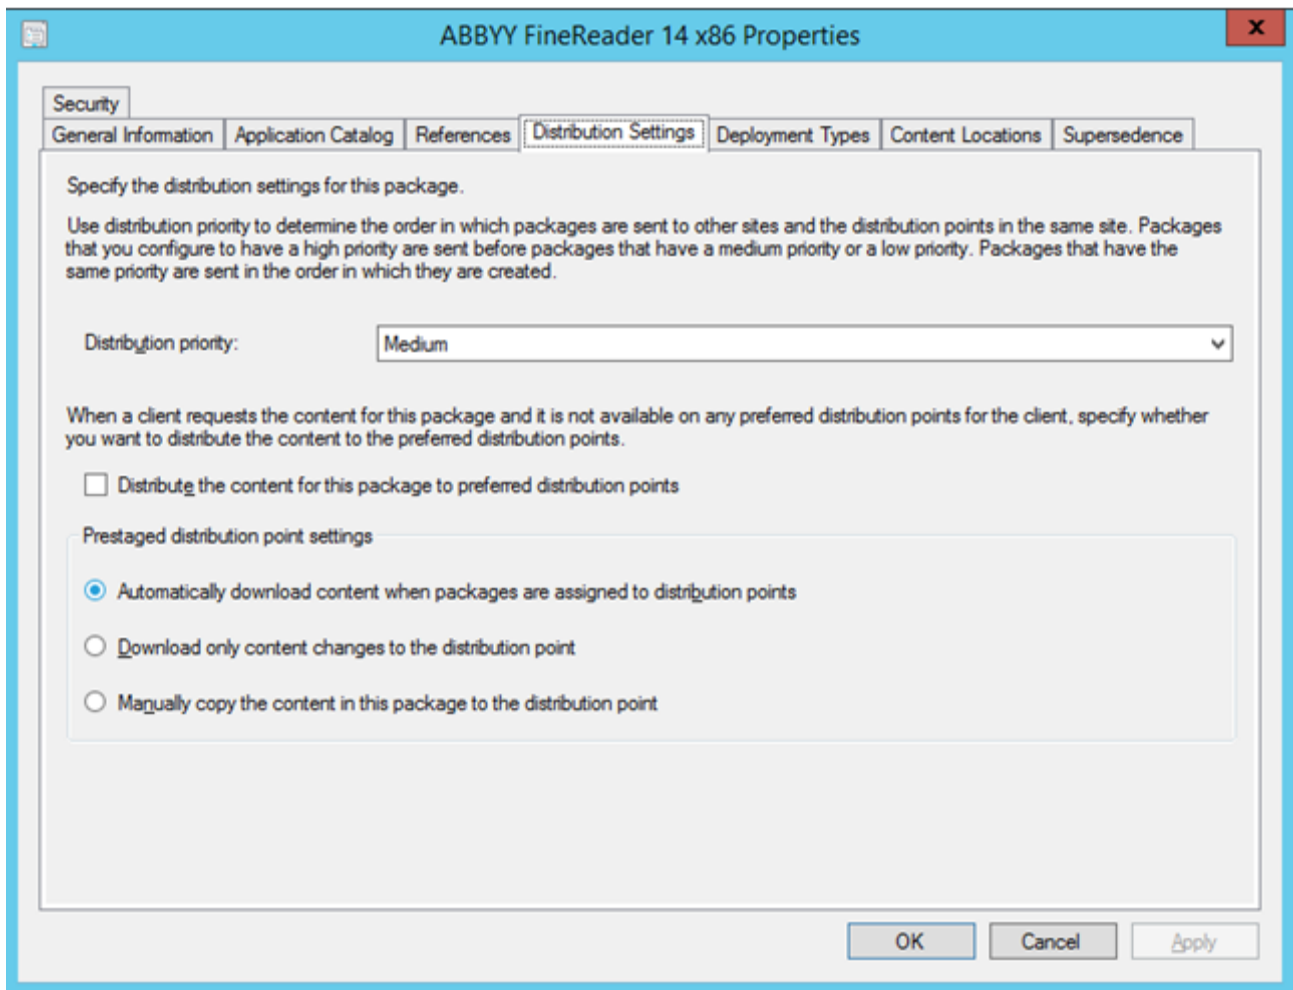 ABBYY FineReader 14 x86 Properties
x
Security
General Information
Application Catalog
References
Distribution Settings
Deployment Types
Content Locations
Supersedence
Specify the distribution settings for this package.
Use distribution priority to determine the order in which packages are sent to other sites and the distribution points in the same site. Packages
that you configure to have a high priority are sent before packages that have a medium priority or a low priority. Packages that have the
same priority are sent in the order in which they are created.
Distribution priority:
Medium
When a client requests the content for this package and it is not available on any preferred distribution points for the client, specify whether
you want to distribute the content to the preferred distribution points.
Distribute the content for this package to preferred distribution points
Prestaged distribution point settings
Automatically download content when packages are assigned to distribution points
Download only content changes to the distribution point
Manually copy the content in this package to the distribution point
OK
Cancel
Apply